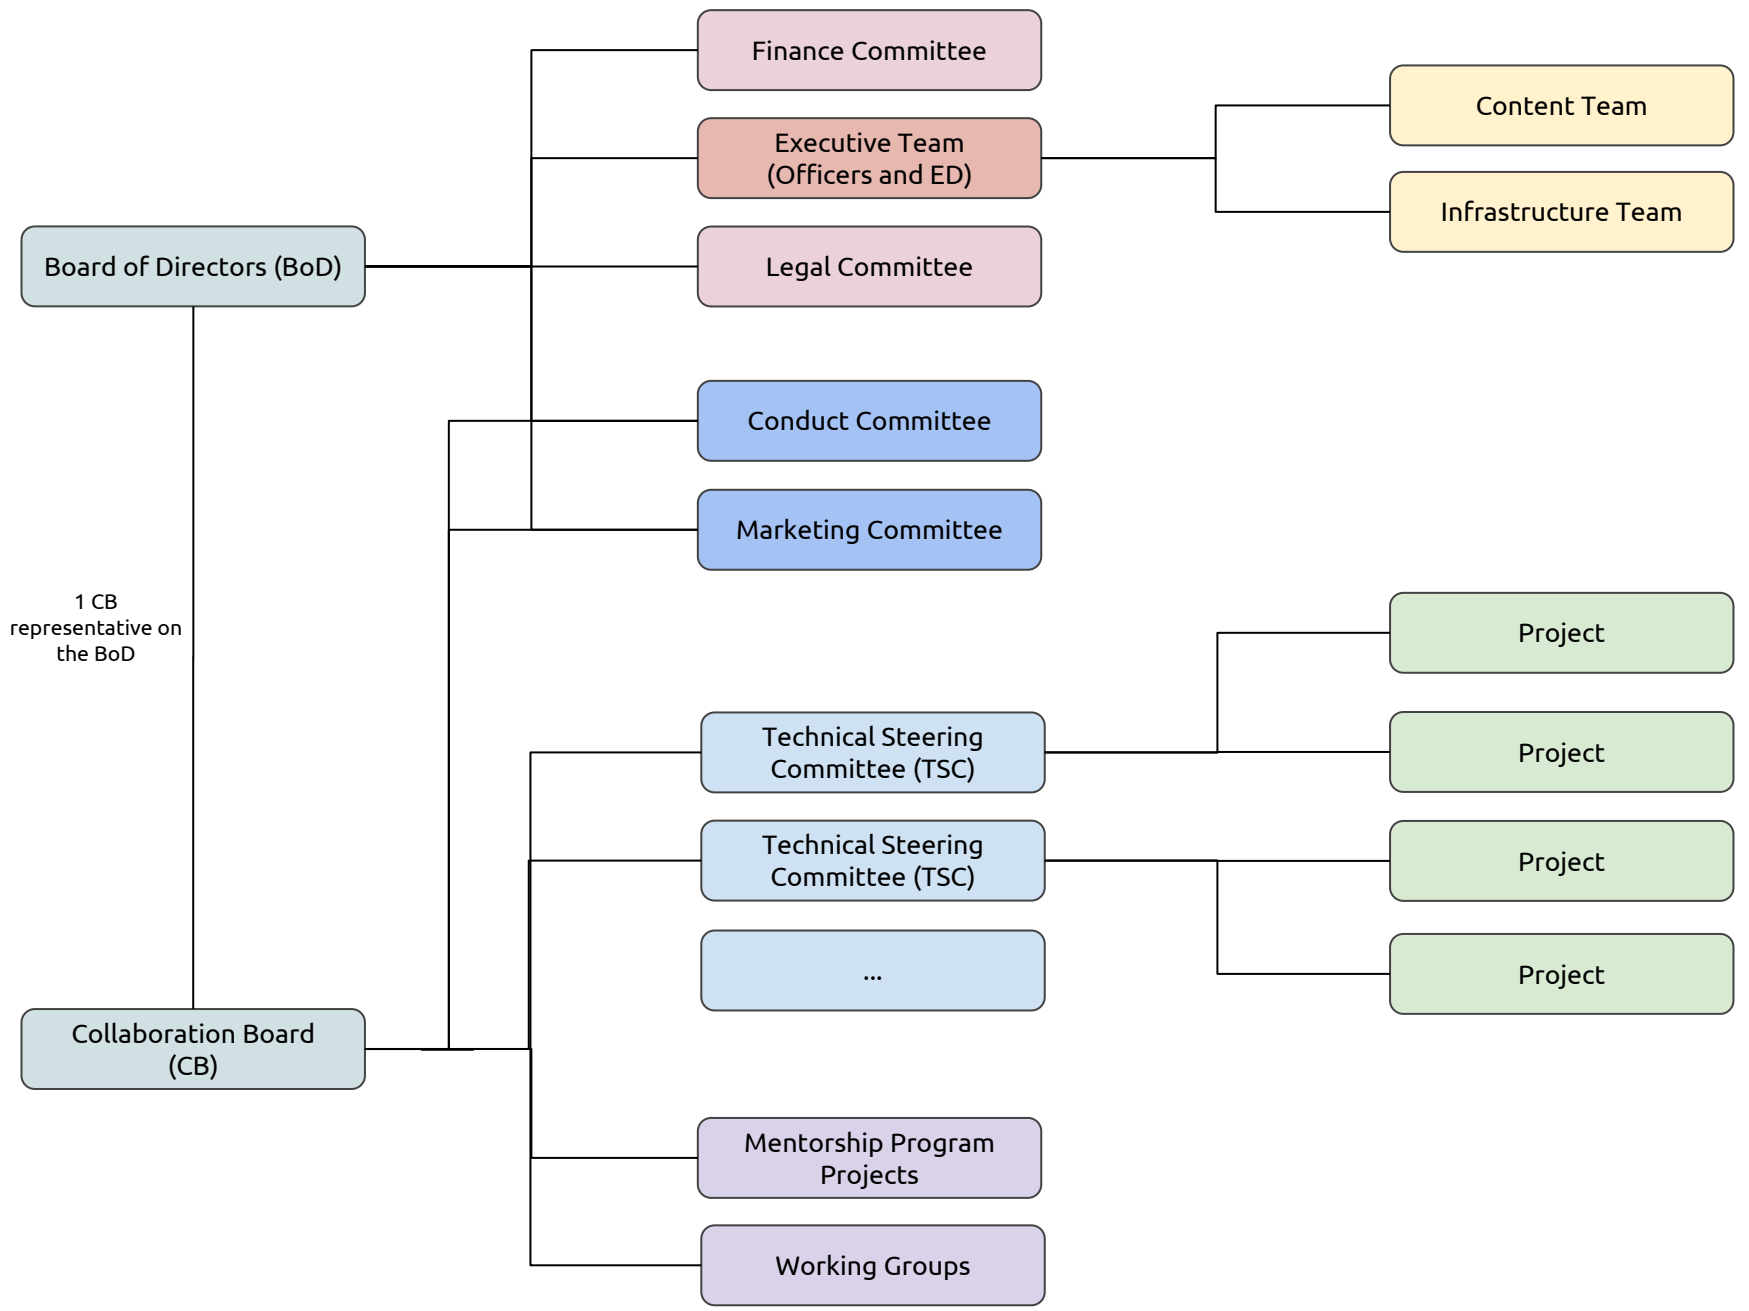 Finance Committee
Executive Team
(Officers and ED)
Legal Committee
Content Team
Infrastructure Team
Board of Directors (BoD)
Conduct Committee
Marketing Committee
1 CB
representative on
the BoD
Technical Steering
Committee (TSC)
Technical Steering
Committee (TSC)
...
Project
Project
Project
Project
Collaboration Board
(CB)
Mentorship Program
Projects
Working Groups